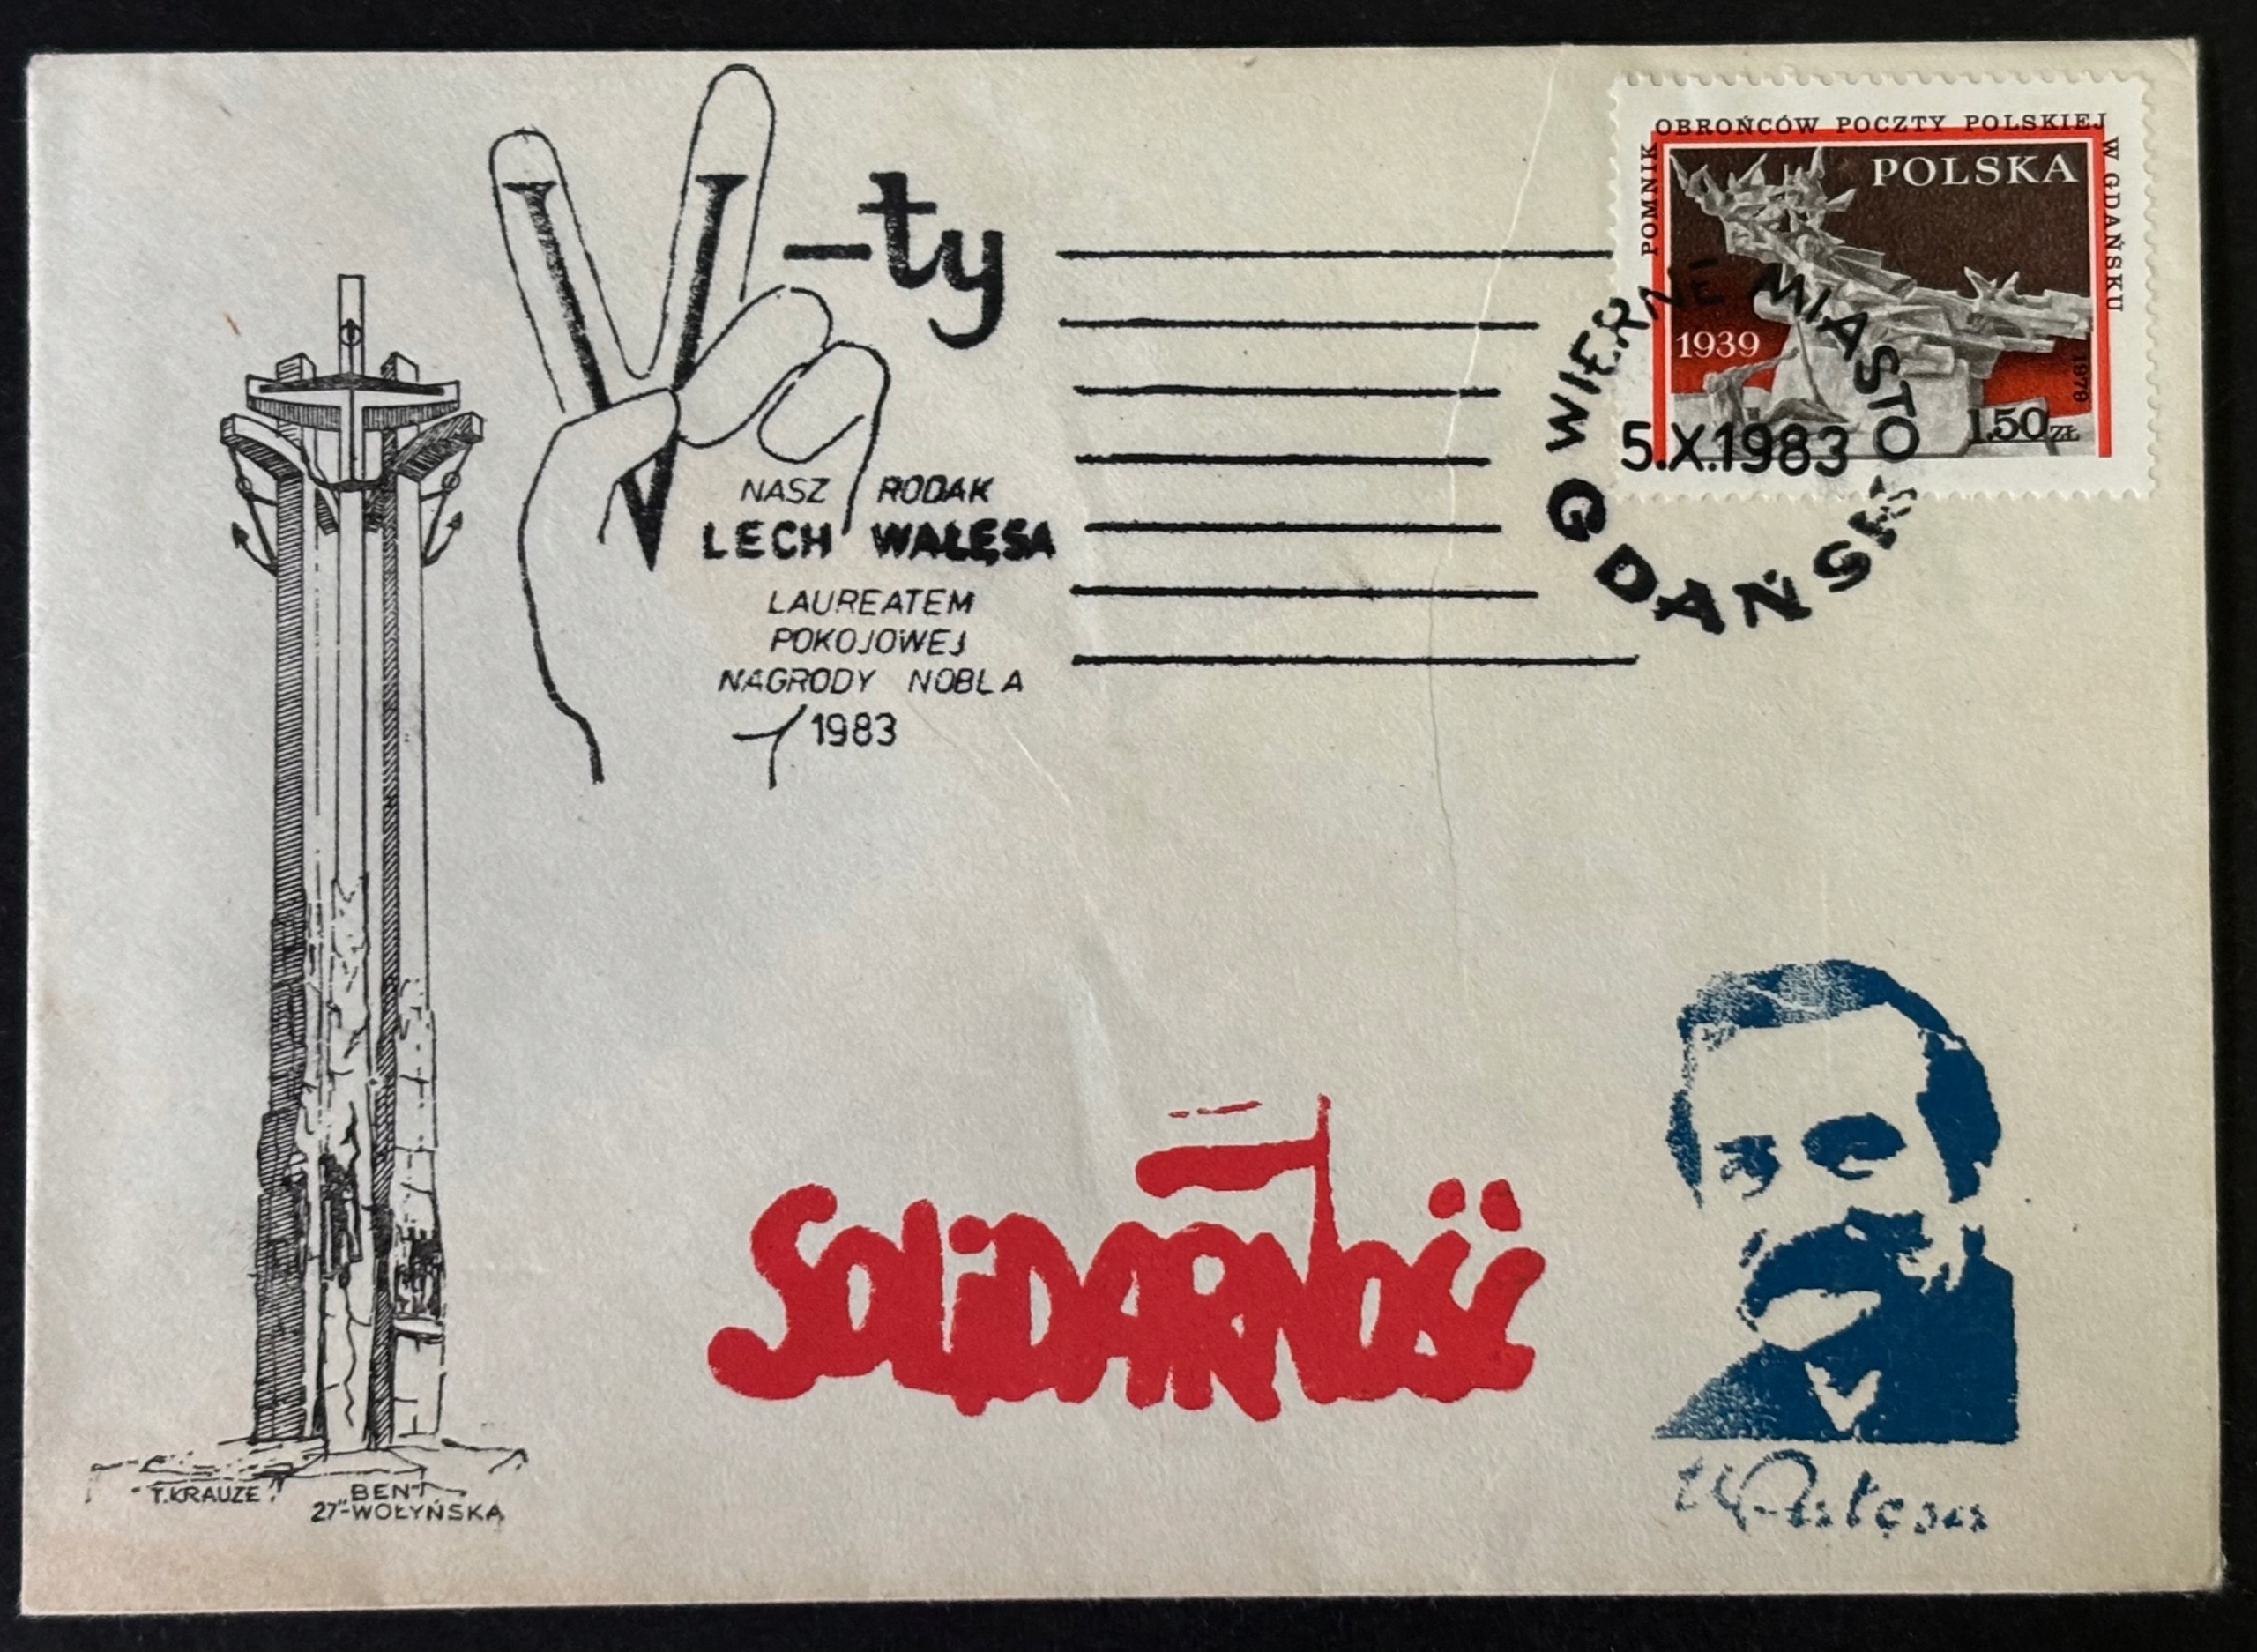 V-ty
NASZ RODAK
LECH WAŁĘSA
LAUREATEM
POKOJOWEJ
NAGRODY NOBLA
1983
POMNIK OBROŃCÓW POCZTY POLSKIEJ W GDAŃSKU
POLSKA
1939
1979
1.50 ZŁ
WIERNE MIASTO
5.X.1983
GDAŃSK
SOLiDARNOŚĆ
Wałęsa
T.KRAUZE
BENT
27"-WOŁYŃSKA